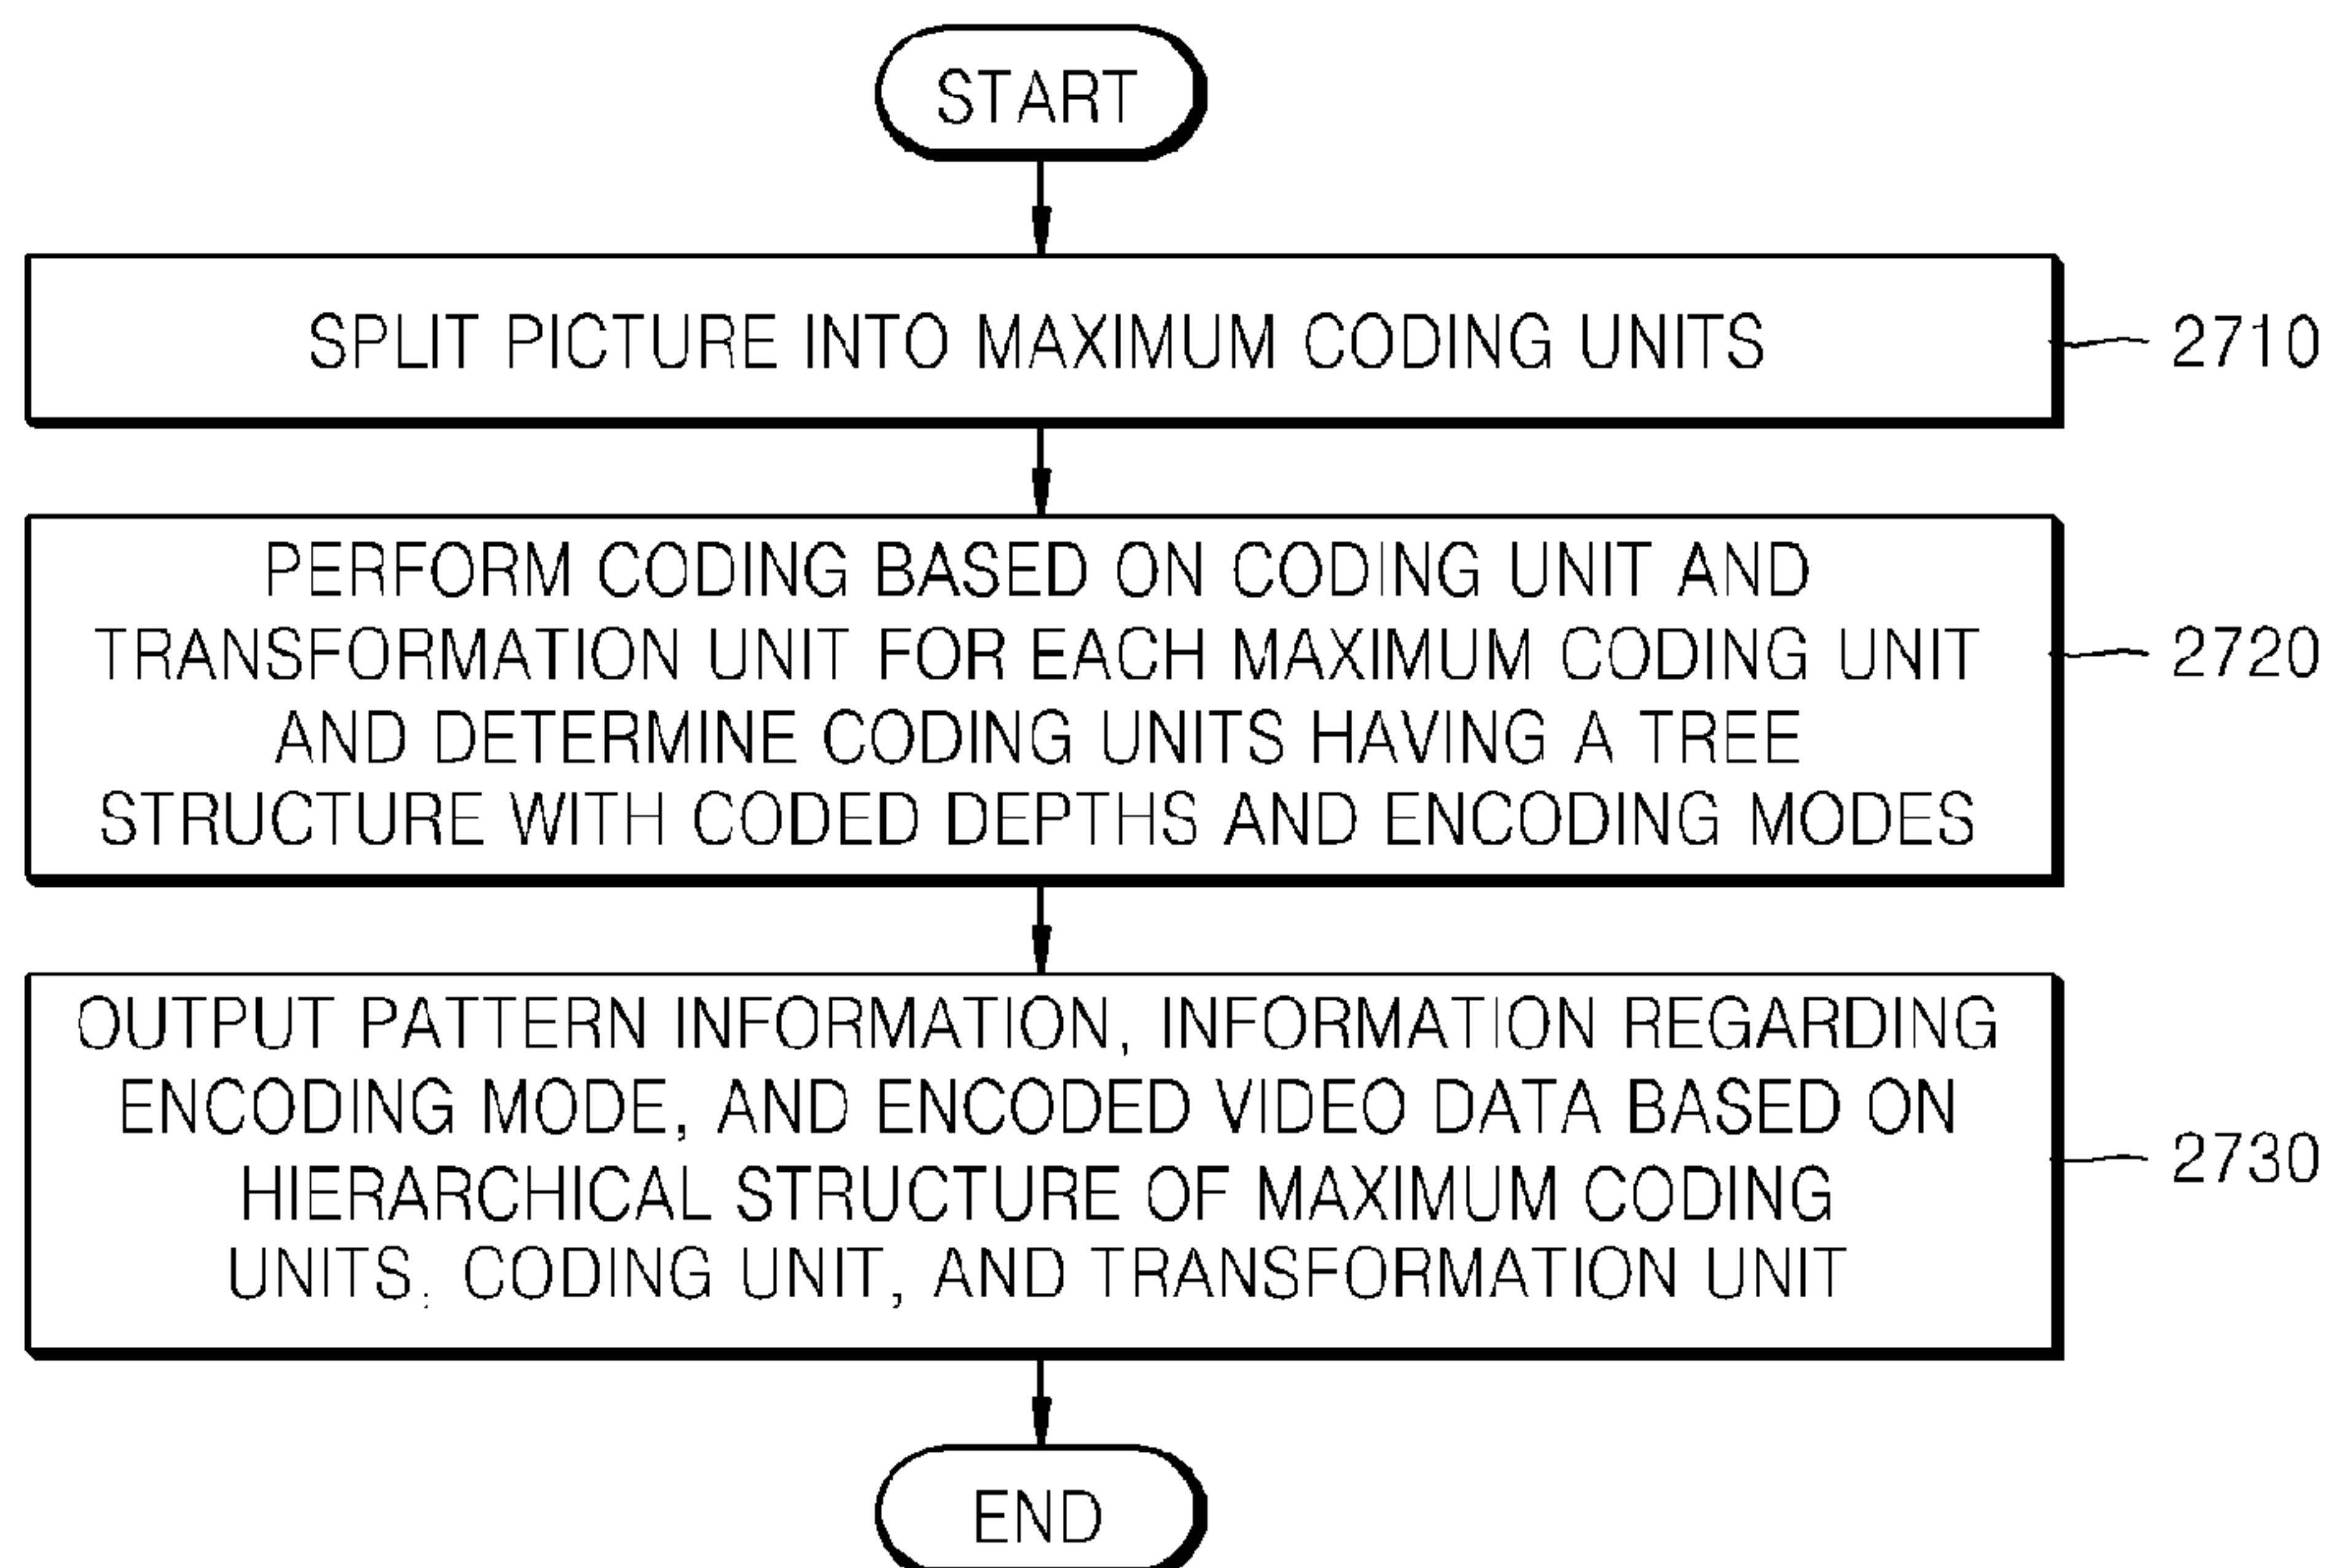 START
SPLIT PICTURE INTO MAXIMUM CODING UNITS
2710
PERFORM CODING BASED ON CODING UNIT AND
TRANSFORMATION UNIT FOR EACH MAXIMUM CODING UNIT
AND DETERMINE CODING UNITS HAVING A TREE
STRUCTURE WITH CODED DEPTHS AND ENCODING MODES
2720
OUTPUT PATTERN INFORMATION, INFORMATION REGARDING
ENCODING MODE, AND ENCODED VIDEO DATA BASED ON
HIERARCHICAL STRUCTURE OF MAXIMUM CODING
UNITS, CODING UNIT, AND TRANSFORMATION UNIT
2730
END